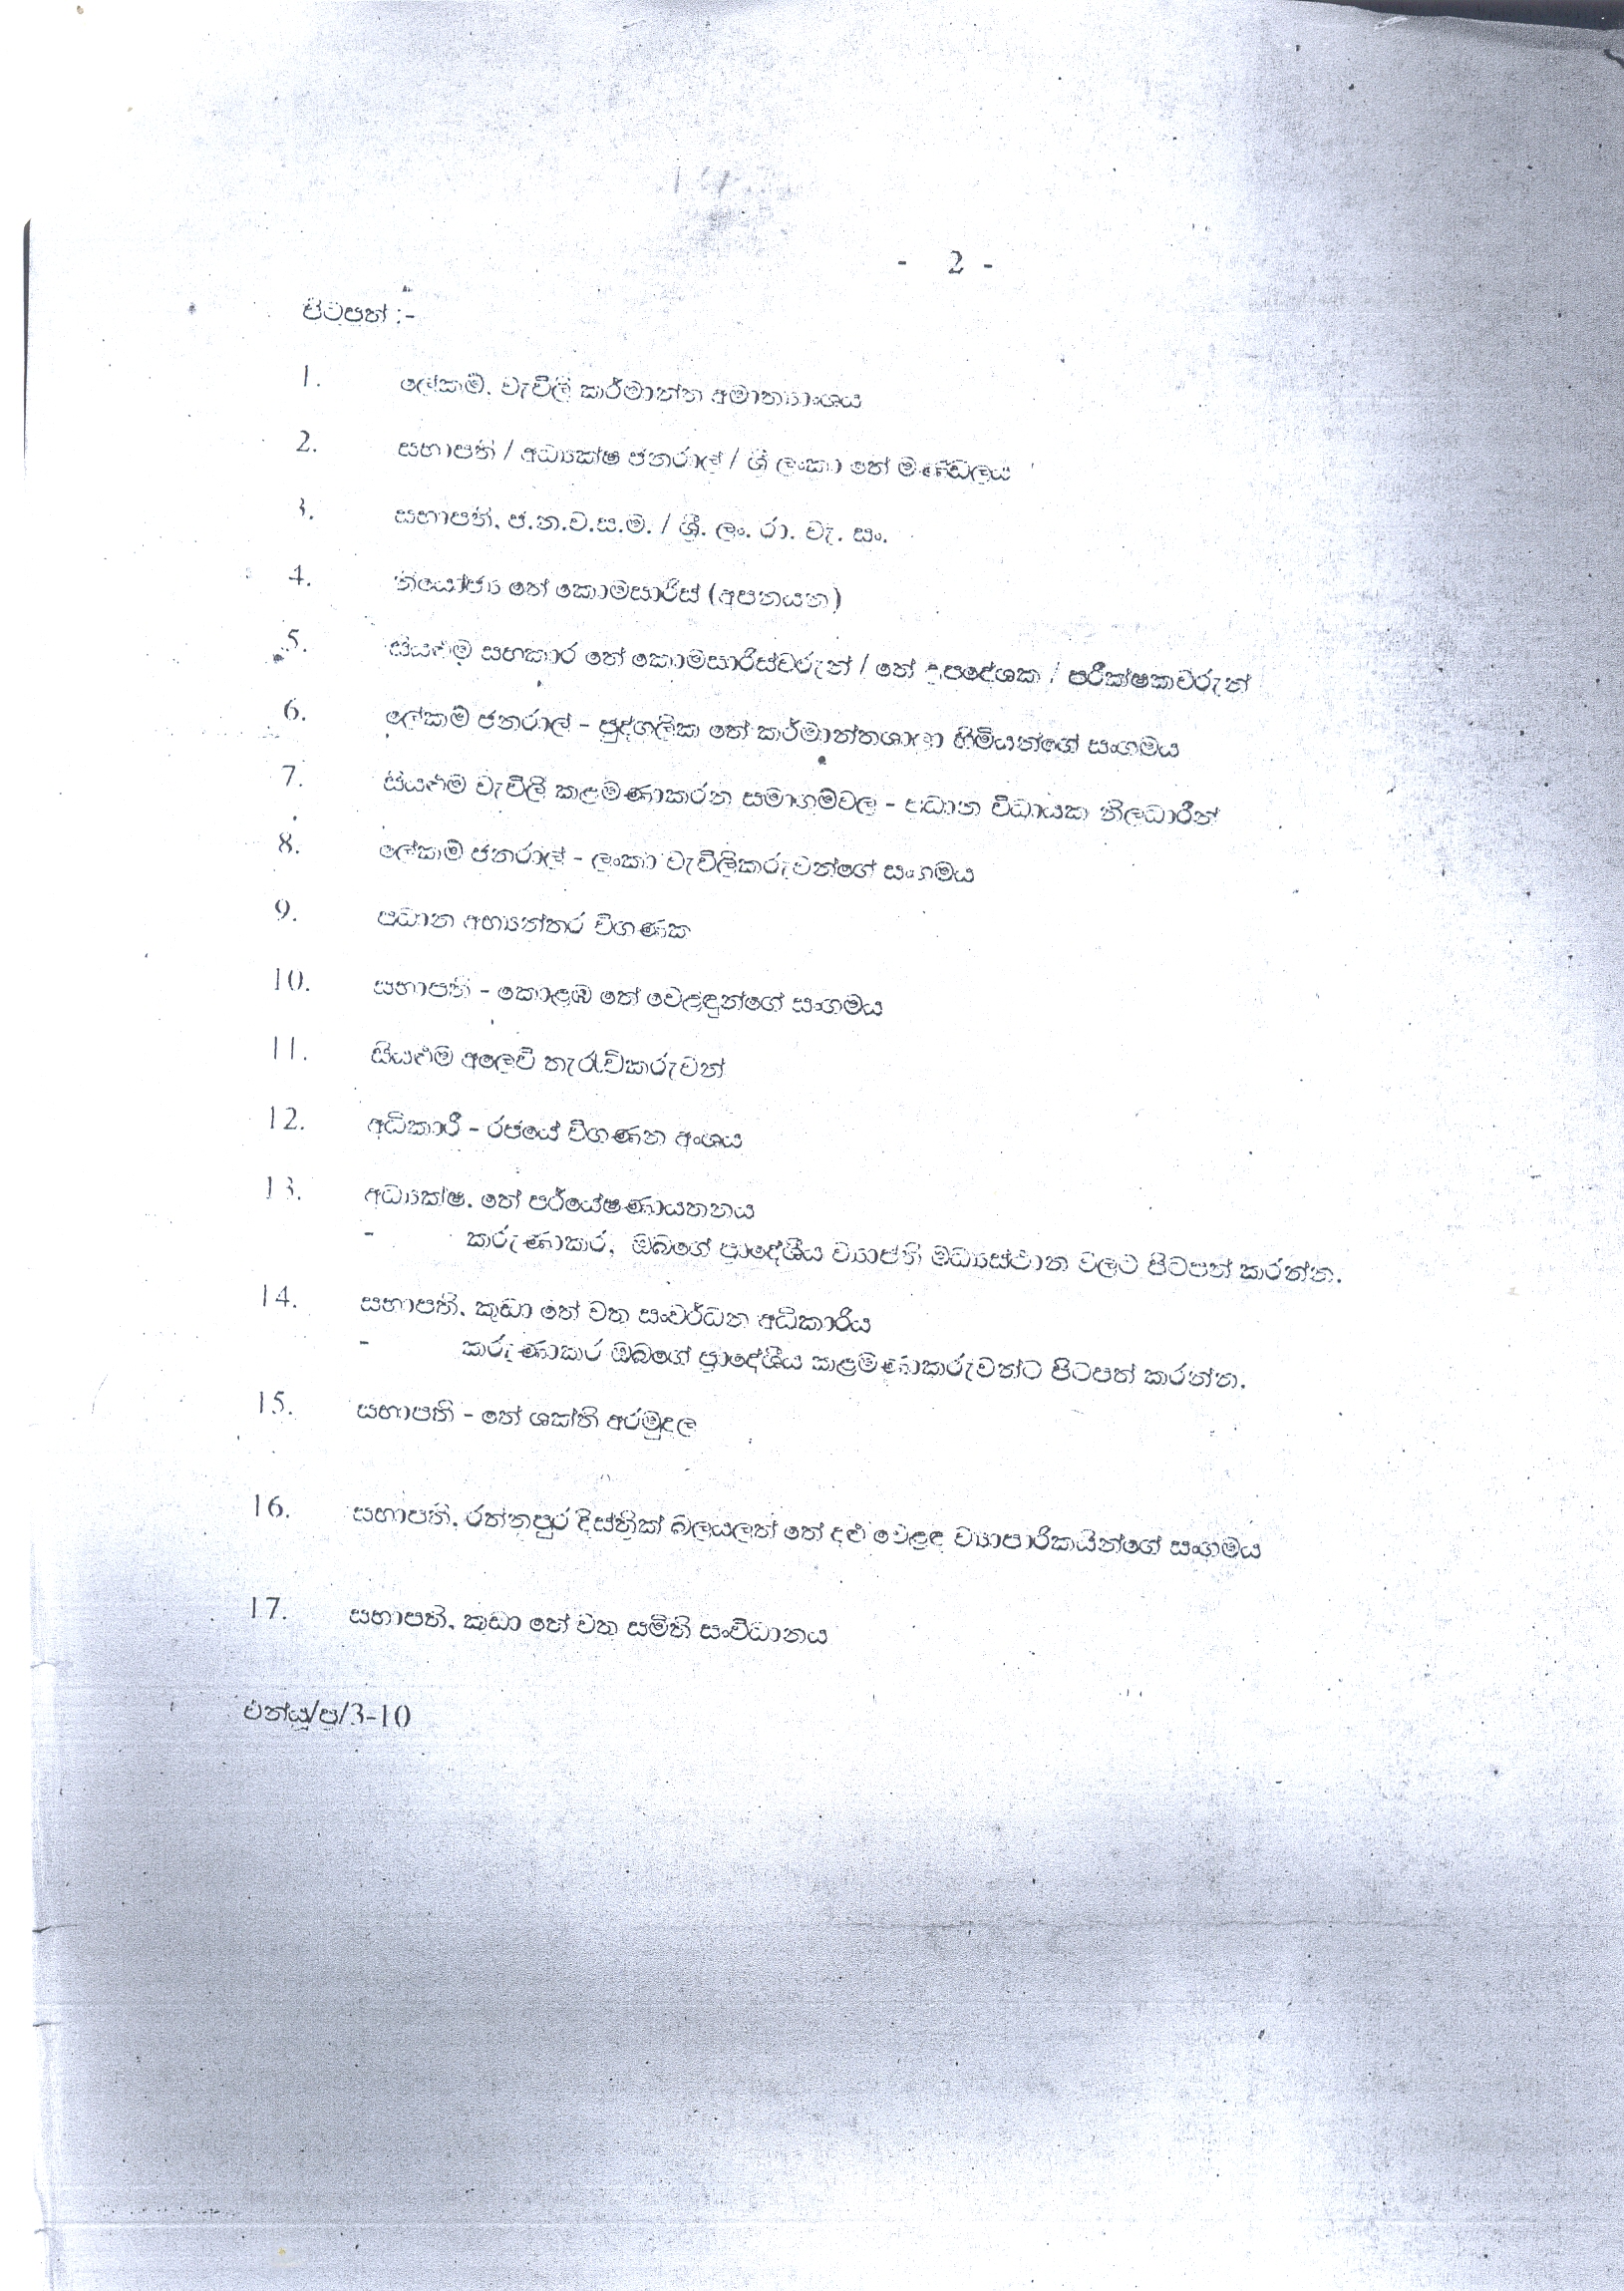 - 2 -
පිටපත් :-
1. ලේකම්, වැවිලි කර්මාන්ත අමාත්‍යාංශය
2. සභාපති / අධ්‍යක්ෂ ජනරාල් / ශ්‍රී ලංකා තේ මණ්ඩලය
3. සභාපති, ජ.න.ව.ස.ම. / ශ්‍රී. ලං. රා. වැ. සං.
4. නියෝජ්‍ය තේ කොමසාරිස් (අපනයන)
5. සියළුම සහකාර තේ කොමසාරිස්වරුන් / තේ උපදේශක / පරීක්ෂකවරුන්
6. ලේකම් ජනරාල් - පුද්ගලික තේ කර්මාන්තශාලා හිමියන්ගේ සංගමය
7. සියළුම වැවිලි කළමණාකරන සමාගම්වල - ප්‍රධාන විධායක නිලධාරීන්
8. ලේකම් ජනරාල් - ලංකා වැවිලිකරුවන්ගේ සංගමය
9. ප්‍රධාන අභ්‍යන්තර විගණක
10. සභාපති - කොළඹ තේ වෙළඳුන්ගේ සංගමය
11. සියළුම අලෙවි තැරැව්කරුවන්
12. අධිකාරී - රජයේ විගණන අංශය
13. අධ්‍යක්ෂ, තේ පර්යේෂණායතනය
- කරුණාකර, ඔබගේ ප්‍රාදේශීය ව්‍යාප්ති මධ්‍යස්ථාන වලට පිටපත් කරන්න.
14. සභාපති, කුඩා තේ වතු සංවර්ධන අධිකාරිය
- කරුණාකර ඔබගේ ප්‍රාදේශීය කළමණාකරුවන්ට පිටපත් කරන්න.
15. සභාපති - තේ ශක්ති අරමුදල
16. සභාපති, රත්නපුර දිස්ත්‍රික් බලයලත් තේ දළු වෙළඳ ව්‍යාපාරිකයින්ගේ සංගමය
17. සභාපති, කුඩා තේ වතු සමිති සංවිධානය
එන්යූ/ප්‍ර/3-10